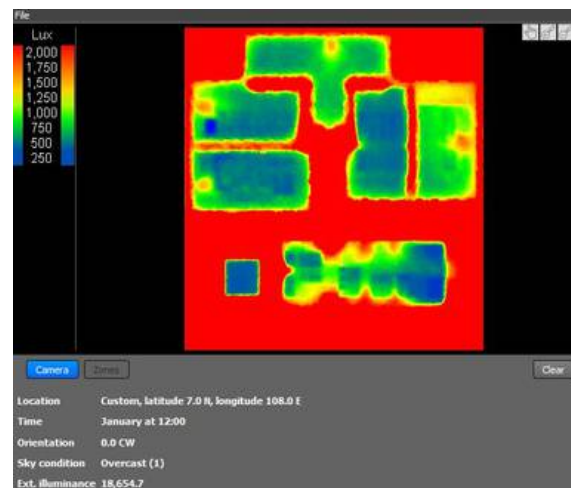 File
Lux
2,000
1,750
1,500
1,250
1,000
750
500
250
Camera Zones Clear
Location Custom, latitude 7.0 N, longitude 108.0 E
Time January at 12:00
Orientation 0.0 CW
Sky condition Overcast (1)
Ext. illuminance 18,654.7